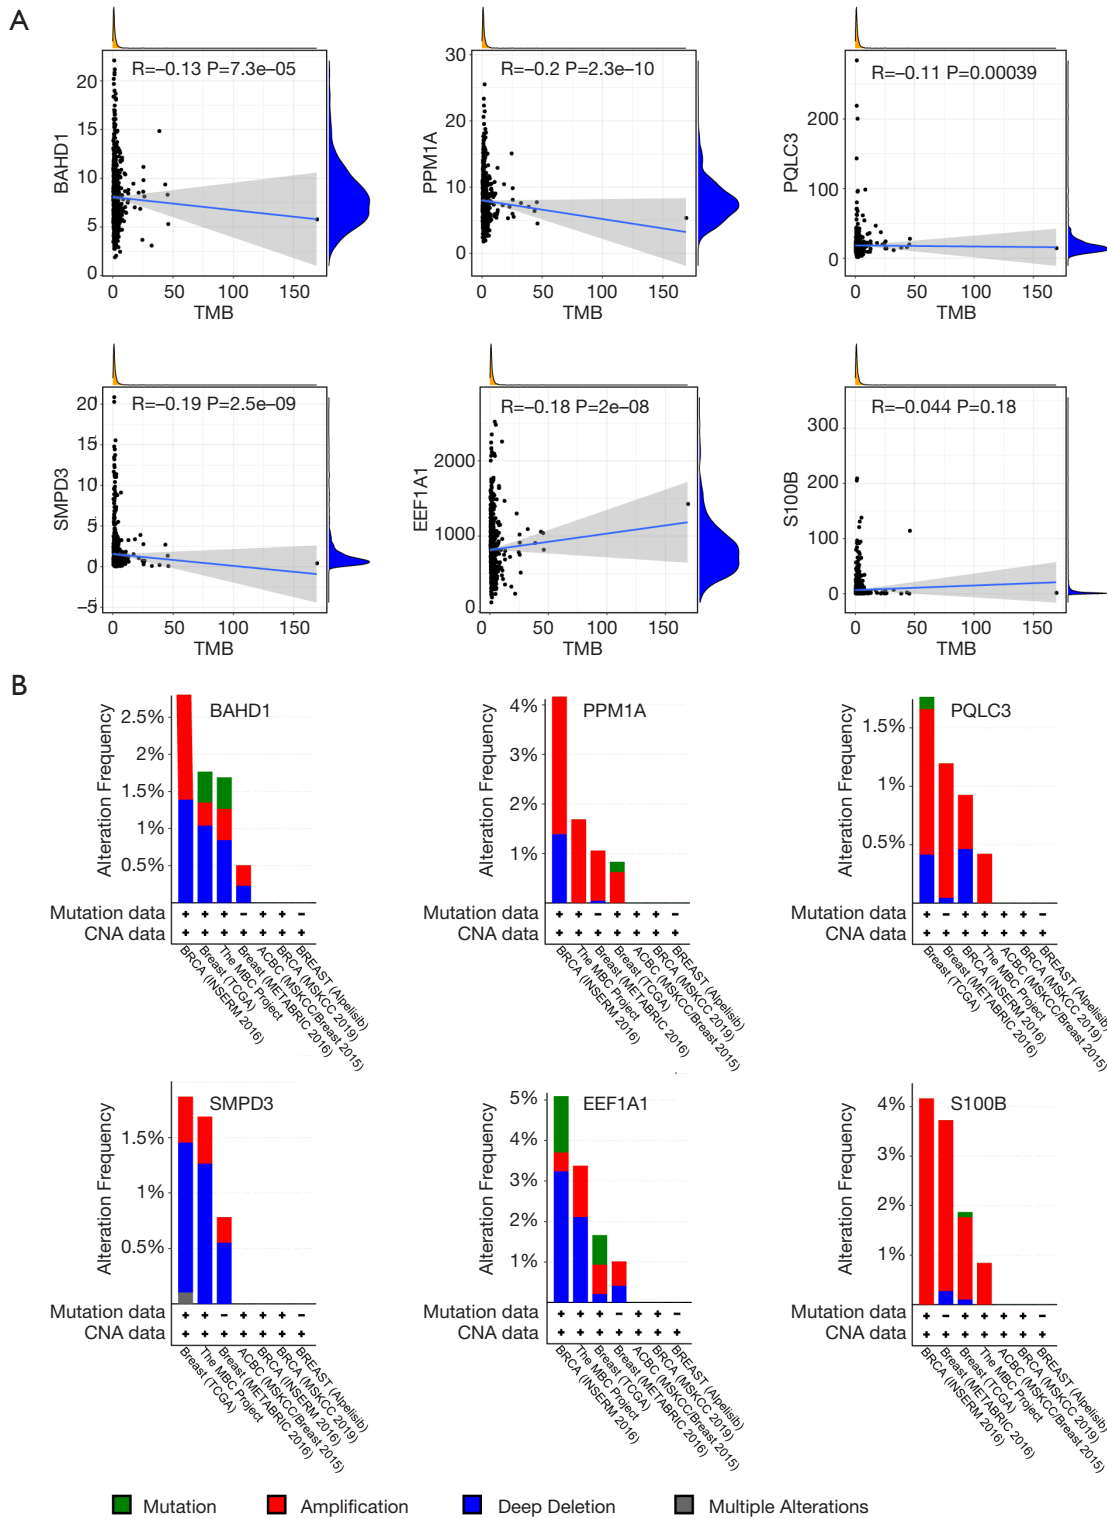 A
R=–0.13 P=7.3e–05
BAHD1
20
15
10
5
0
0 50 100 150
TMB
R=–0.2 P=2.3e–10
PPM1A
30
20
10
0
0 50 100 150
TMB
R=–0.11 P=0.00039
PQLC3
200
100
0
0 50 100 150
TMB
R=–0.19 P=2.5e–09
SMPD3
20
15
10
5
0
–5
0 50 100 150
TMB
R=–0.18 P=2e–08
EEF1A1
2000
1000
0
0 50 100 150
TMB
R=–0.044 P=0.18
S100B
300
200
100
0
0 50 100 150
TMB
B
BAHD1
Alteration Frequency
2.5%
2%
1.5%
1%
0.5%
Mutation data + + + – + + –
CNA data + + + + + + +
BRCA (INSERM 2016)
Breast (TCGA)
The MBC Project
Breast (METABRIC 2016)
ACBC (MSKCC/Breast 2015)
BRCA (MSKCC 2019)
BREAST (Alpelisib)
PPM1A
Alteration Frequency
4%
3%
2%
1%
Mutation data + + – + + + –
CNA data + + + + + + +
BRCA (INSERM 2016)
The MBC Project
Breast (METABRIC 2016)
Breast (TCGA)
ACBC (MSKCC/Breast 2015)
BRCA (MSKCC 2019)
BREAST (Alpelisib)
PQLC3
Alteration Frequency
1.5%
1%
0.5%
Mutation data + – + + + + –
CNA data + + + + + + +
Breast (TCGA)
Breast (METABRIC 2016)
BRCA (INSERM 2016)
The MBC Project
ACBC (MSKCC/Breast 2015)
BRCA (MSKCC 2019)
BREAST (Alpelisib)
SMPD3
Alteration Frequency
1.5%
1%
0.5%
Mutation data + + – + + + –
CNA data + + + + + + +
Breast (TCGA)
The MBC Project
Breast (METABRIC 2016)
ACBC (MSKCC/Breast 2015)
BRCA (INSERM 2016)
BRCA (MSKCC 2019)
BREAST (Alpelisib)
EEF1A1
Alteration Frequency
5%
4%
3%
2%
1%
Mutation data + + + – + + –
CNA data + + + + + + +
BRCA (INSERM 2016)
The MBC Project
Breast (TCGA)
Breast (METABRIC 2016)
ACBC (MSKCC/Breast 2015)
BRCA (MSKCC 2019)
BREAST (Alpelisib)
S100B
Alteration Frequency
4%
3%
2%
1%
Mutation data + – + + + + –
CNA data + + + + + + +
BRCA (INSERM 2016)
Breast (METABRIC 2016)
Breast (TCGA)
The MBC Project
ACBC (MSKCC/Breast 2015)
BRCA (MSKCC 2019)
BREAST (Alpelisib)
Mutation Amplification Deep Deletion Multiple Alterations